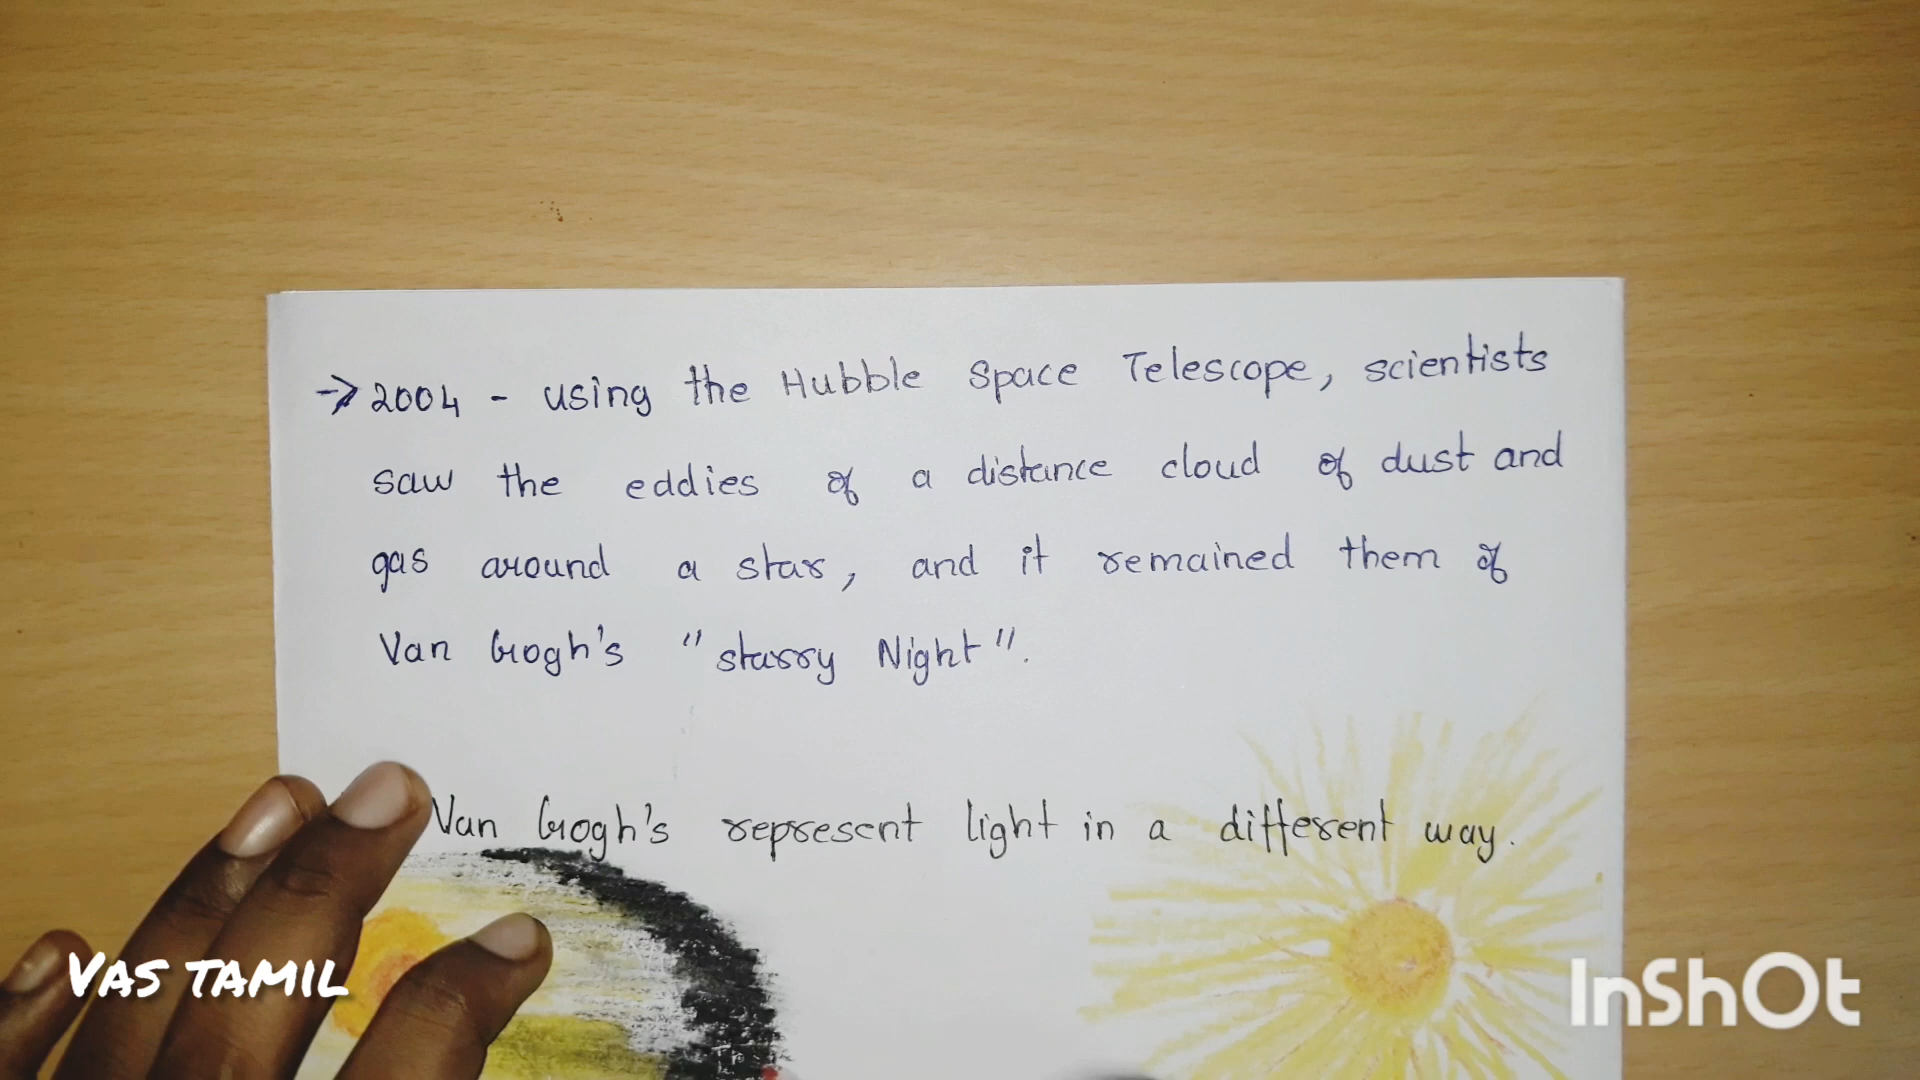 → 2004 - using the Hubble Space Telescope, scientists
saw the eddies of a distance cloud of dust and
gas around a star, and it remained them of
Van Gogh's "starry Night".
Van Gogh's represent light in a different way.
VAS TAMIL
InShOt